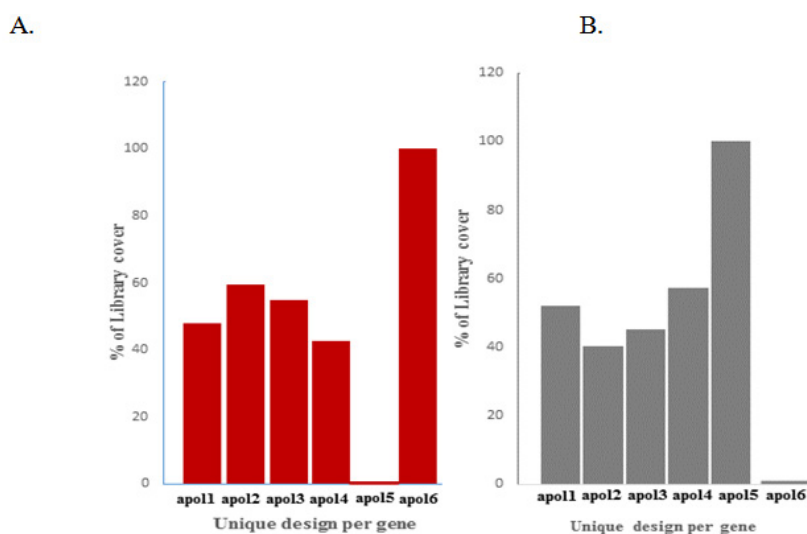 A.
B.
120
100
80
60
40
20
0
% of Library cover
apol1 apol2 apol3 apol4 apol5 apol6
Unique design per gene
120
100
80
60
40
20
0
% of Library cover
apol1 apol2 apol3 apol4 apol5 apol6
Unique design per gene